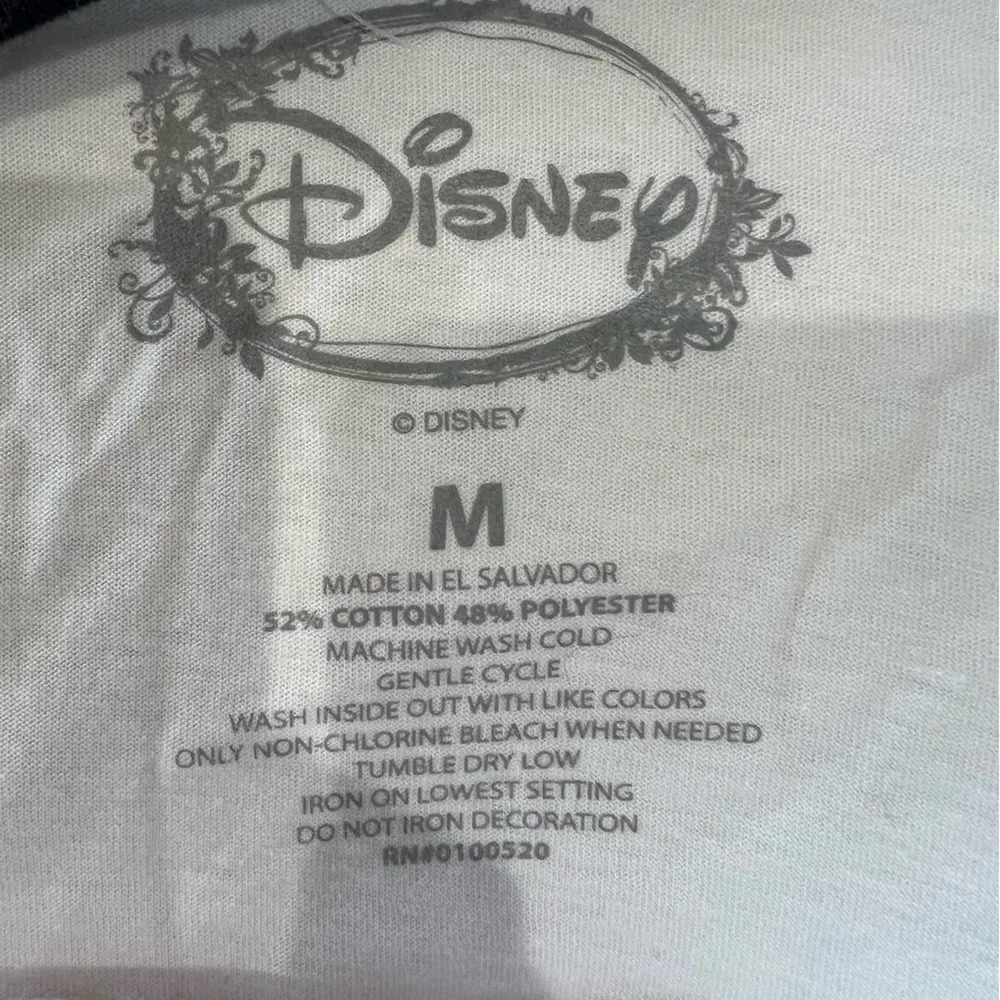 DISNEY
© DISNEY
M
MADE IN EL SALVADOR
52% COTTON 48% POLYESTER
MACHINE WASH COLD
GENTLE CYCLE
WASH INSIDE OUT WITH LIKE COLORS
ONLY NON-CHLORINE BLEACH WHEN NEEDED
TUMBLE DRY LOW
IRON ON LOWEST SETTING
DO NOT IRON DECORATION
RN#0100520